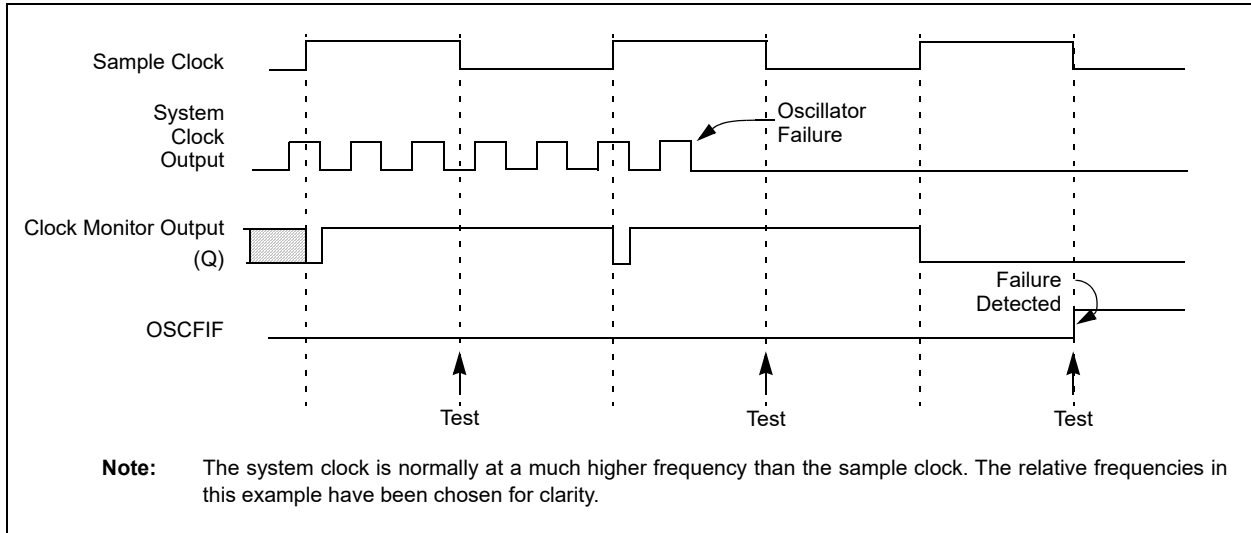 Sample Clock
System
Clock
Output
Oscillator
Failure
Clock Monitor Output
(Q)
Failure
Detected
OSCFIF
Test
Test
Test
Note: The system clock is normally at a much higher frequency than the sample clock. The relative frequencies in
this example have been chosen for clarity.